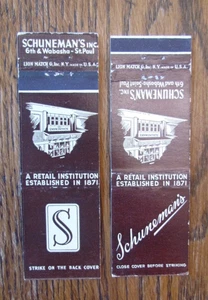 SCHUNEMAN'S INC.
6th & Wabasha - St. Paul
LION MATCH Co. Inc. N.Y. MADE IN U.S.A.
A RETAIL INSTITUTION
ESTABLISHED IN 1871
S
STRIKE ON THE BACK COVER
LION MATCH Co. Inc. N.Y. MADE IN U.S.A.
6th and Wabasha-Saint Paul
SCHUNEMAN'S
INC.
A RETAIL INSTITUTION
ESTABLISHED IN 1871
Schuneman's
CLOSE COVER BEFORE STRIKING